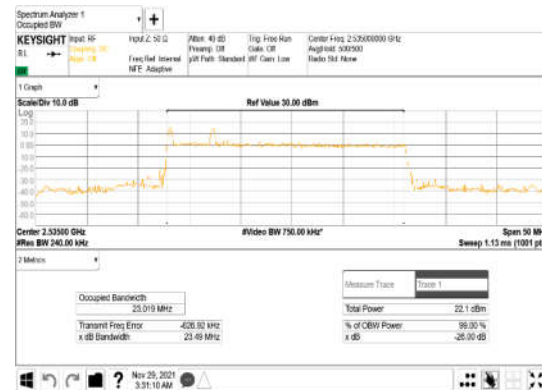 Spectrum Analyzer 1
Occupied BW
KEYSIGHT Input: RF
Input Z: 50 Ω
Atten: 40 dB
Trig: Free Run
Center Freq: 2.535000000 GHz
Preamp: Off
Gate: Off
Avg|Hold: 500/500
Freq Ref: Internal
µW Path: Standard
#IF Gain: Low
Radio Std: None
NFE: Adaptive
1 Graph
Scale/Div 10.0 dB
Ref Value 30.00 dBm
Log
Center 2.53500 GHz
#Video BW 750.00 kHz*
Span 50 MH
#Res BW 240.00 kHz
Sweep 1.13 ms (1001 pt
2 Metrics
Measure Trace
Trace 1
Occupied Bandwidth
23.019 MHz
Total Power
22.1 dBm
Transmit Freq Error
-626.92 kHz
% of OBW Power
99.00 %
x dB Bandwidth
23.49 MHz
x dB
-26.00 dB
Nov 29, 2021
3:31:10 AM